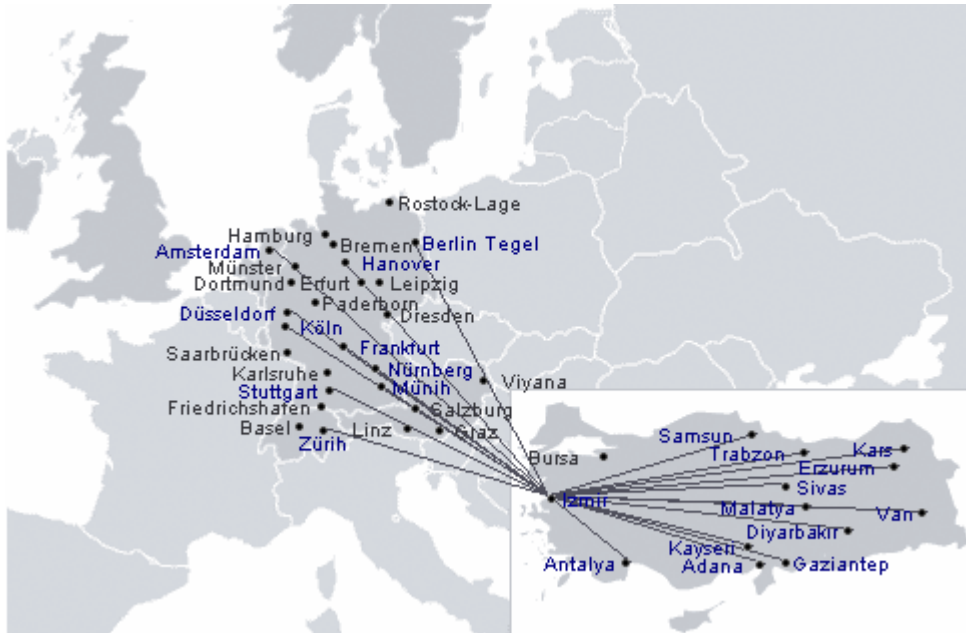 Rostock-Lage
Hamburg
Bremen
Berlin Tegel
Amsterdam
Hanover
Münster
Dortmund
Erfurt
Leipzig
Paderborn
Düsseldorf
Dresden
Köln
Frankfurt
Saarbrücken
Nürnberg
Karlsruhe
Viyana
Münih
Stuttgart
Friedrichshafen
Salzburg
Basel
Linz
Graz
Zürih
Samsun
Bursa
Trabzon
Kars
Erzurum
Sivas
Izmir
Malatya
Van
Diyarbakır
Kayseri
Antalya
Adana
Gaziantep